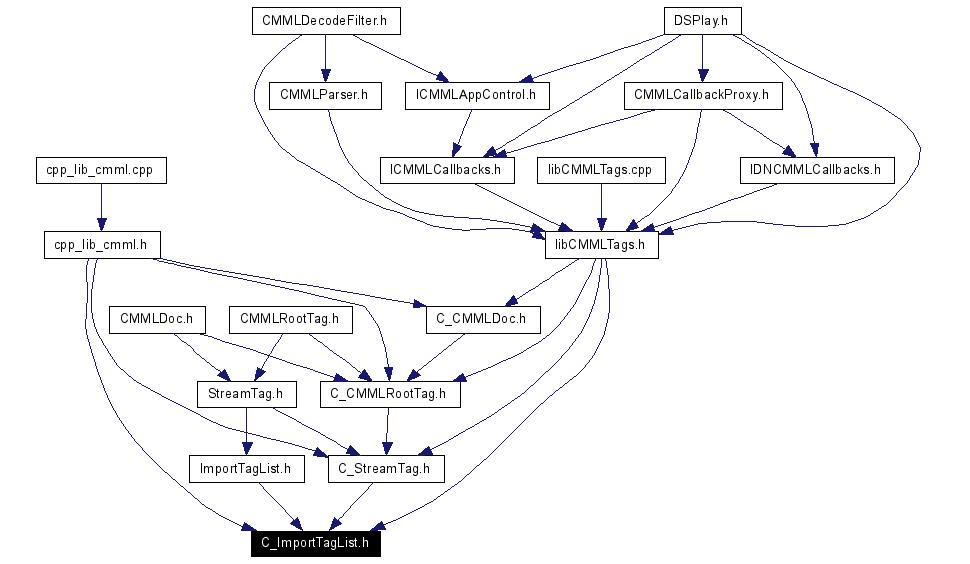 CMMLDecodeFilter.h
DSPlay.h
CMMLParser.h
ICMMLAppControl.h
CMMLCallbackProxy.h
cpp_lib_cmml.cpp
ICMMLCallbacks.h
libCMMLTags.cpp
IDNCMMLCallbacks.h
cpp_lib_cmml.h
libCMMLTags.h
CMMLDoc.h
CMMLRootTag.h
C_CMMLDoc.h
StreamTag.h
C_CMMLRootTag.h
ImportTagList.h
C_StreamTag.h
C_ImportTagList.h